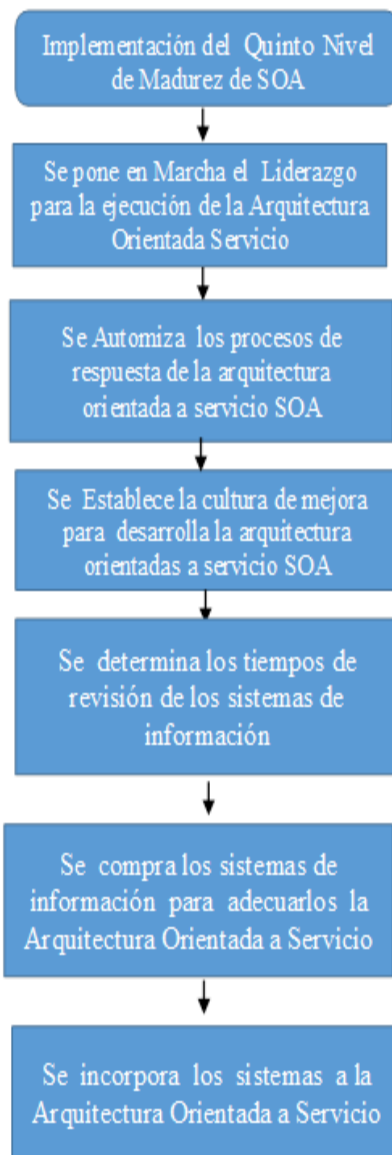 Implementación del Quinto Nivel
de Madurez de SOA
Se pone en Marcha el Liderazgo
para la ejecución de la Arquitectura
Orientada Servicio
Se Automiza los procesos de
respuesta de la arquitectura
orientada a servicio SOA
Se Establece la cultura de mejora
para desarrolla la arquitectura
orientadas a servicio SOA
Se determina los tiempos de
revisión de los sistemas de
información
Se compra los sistemas de
información para adecuarlos la
Arquitectura Orientada a Servicio
Se incorpora los sistemas a la
Arquitectura Orientada a Servicio